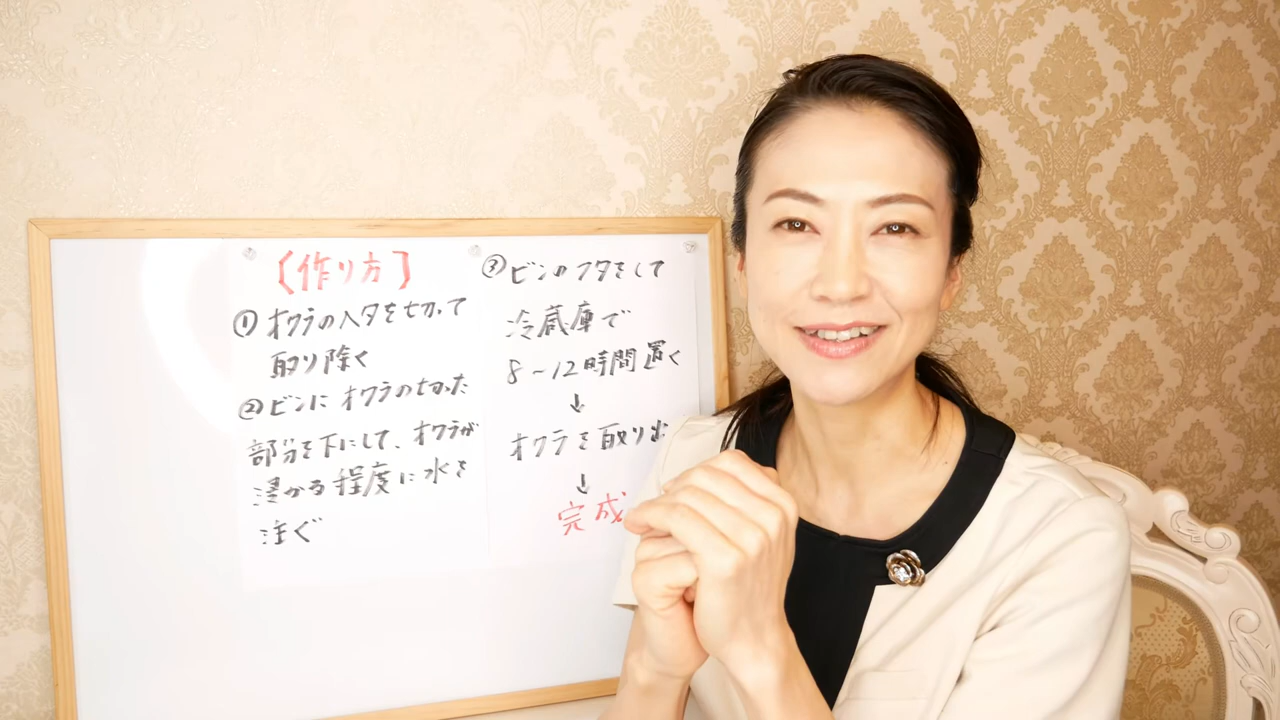 〔作り方〕
①オクラのヘタを切って
取り除く
②ビンにオクラの切った
部分を下にして、オクラが
浸かる程度に水を
注ぐ
③ビンのフタをして
冷蔵庫で
8~12時間置く
↓
オクラを取り出
↓
完成